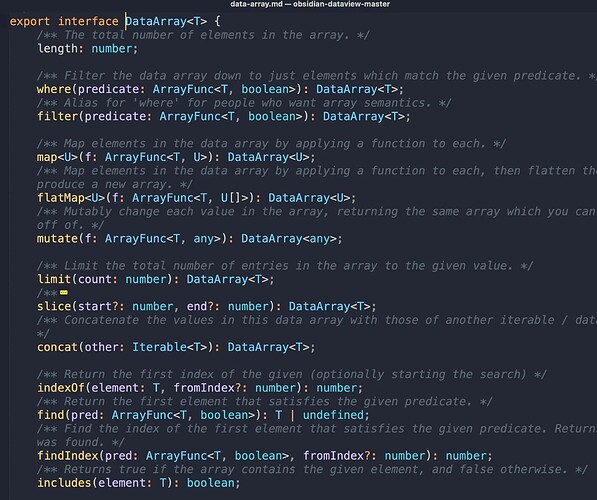 data-array.md — obsidian-dataview-master
export interface DataArray<T> {
/** The total number of elements in the array. */
length: number;
/** Filter the data array down to just elements which match the given predicate. *
where(predicate: ArrayFunc<T, boolean>): DataArray<T>;
/** Alias for 'where' for people who want array semantics. */
filter(predicate: ArrayFunc<T, boolean>): DataArray<T>;
/** Map elements in the data array by applying a function to each. */
map<U>(f: ArrayFunc<T, U>): DataArray<U>;
/** Map elements in the data array by applying a function to each, then flatten the
produce a new array. */
flatMap<U>(f: ArrayFunc<T, U[]>): DataArray<U>;
/** Mutably change each value in the array, returning the same array which you can
off of. */
mutate(f: ArrayFunc<T, any>): DataArray<any>;
/** Limit the total number of entries in the array to the given value. */
limit(count: number): DataArray<T>;
/**
slice(start?: number, end?: number): DataArray<T>;
/** Concatenate the values in this data array with those of another iterable / data
*/
concat(other: Iterable<T>): DataArray<T>;
/** Return the first index of the given (optionally starting the search) */
indexOf(element: T, fromIndex?: number): number;
/** Return the first element that satisfies the given predicate. */
find(pred: ArrayFunc<T, boolean>): T | undefined;
/** Find the index of the first element that satisfies the given predicate. Return
was found. */
findIndex(pred: ArrayFunc<T, boolean>, fromIndex?: number): number;
/** Returns true if the array contains the given element, and false otherwise. */
includes(element: T): boolean;